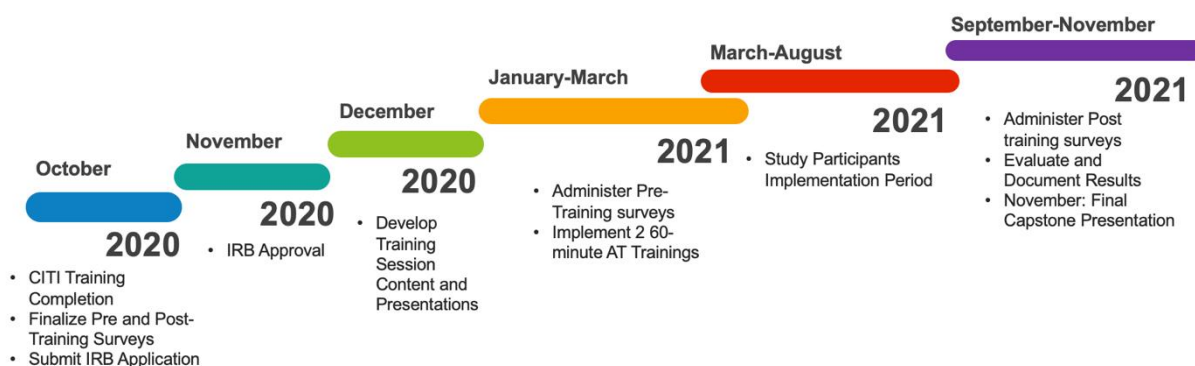 October
2020
• CITI Training
Completion
• Finalize Pre and Post-
Training Surveys
• Submit IRB Application
November
2020
• IRB Approval
December
2020
• Develop
Training
Session
Content and
Presentations
January-March
2021
• Administer Pre-
Training surveys
• Implement 2 60-
minute AT Trainings
March-August
2021
• Study Participants
Implementation Period
September-November
2021
• Administer Post
training surveys
• Evaluate and
Document Results
• November: Final
Capstone Presentation